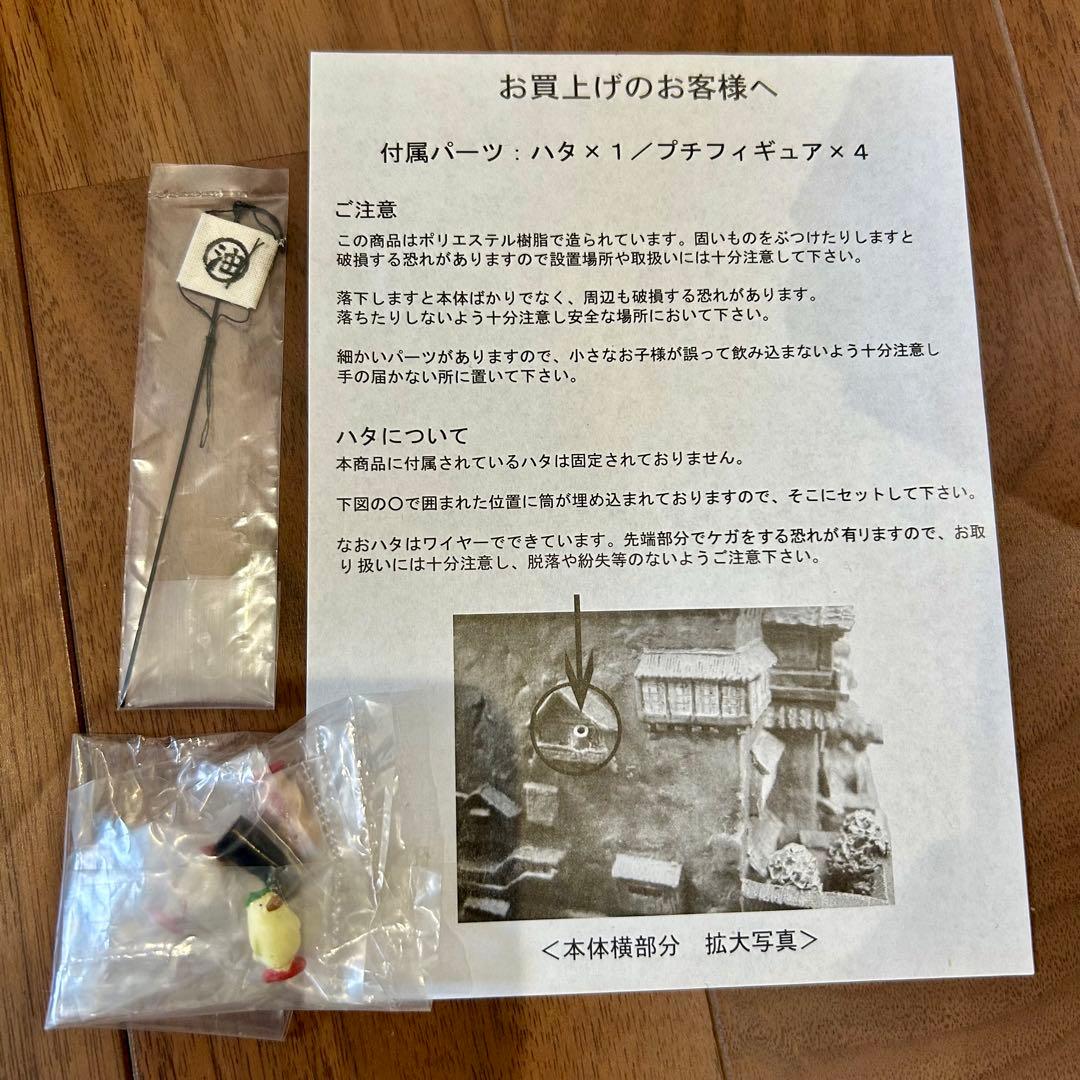 お買上げのお客様へ
付属パーツ：ハタ×１／プチフィギュア×４
ご注意
この商品はポリエステル樹脂で造られています。固いものをぶつけたりしますと
破損する恐れがありますので設置場所や取扱いには十分注意して下さい。
落下しますと本体ばかりでなく、周辺も破損する恐れがあります。
落ちたりしないよう十分注意し安全な場所において下さい。
細かいパーツがありますので、小さなお子様が誤って飲み込まないよう十分注意し
手の届かない所に置いて下さい。
ハタについて
本商品に付属されているハタは固定されておりません。
下図の○で囲まれた位置に筒が埋め込まれておりますので、そこにセットして下さい。
なおハタはワイヤーでできています。先端部分でケガをする恐れが有りますので、お取
り扱いには十分注意し、脱落や紛失等のないようご注意下さい。
＜本体横部分　拡大写真＞
油